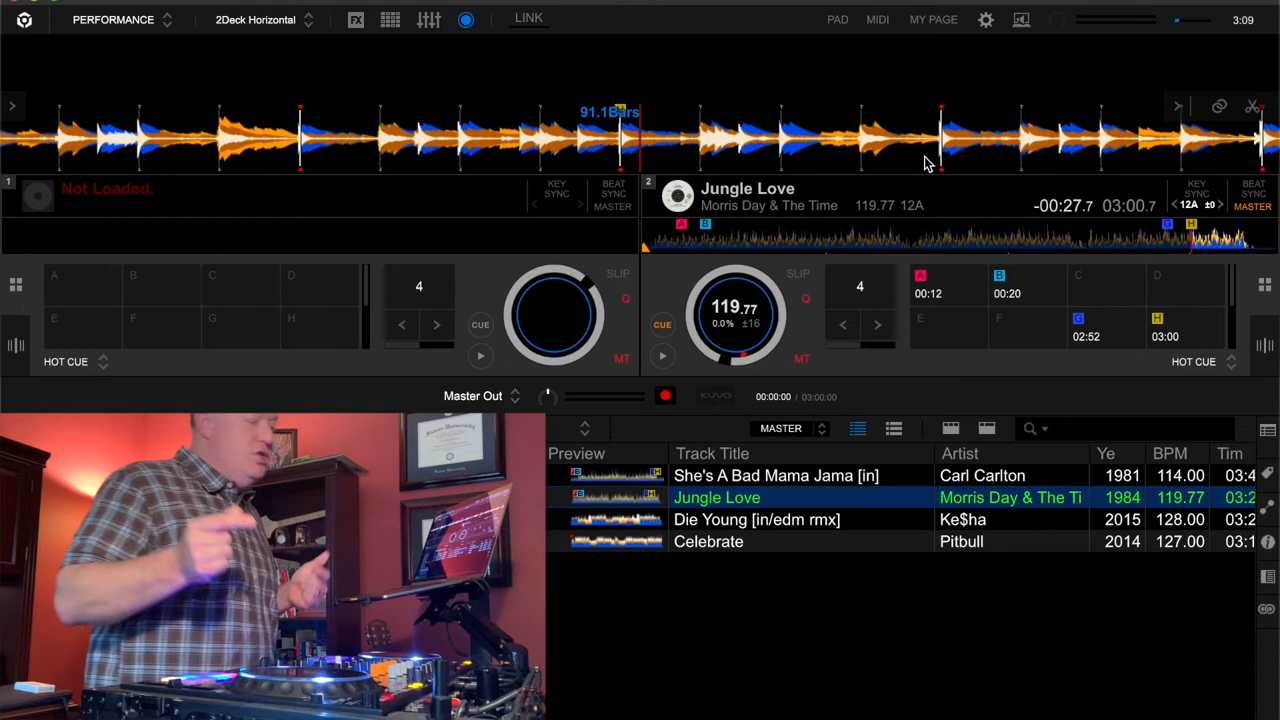 PERFORMANCE 2Deck Horizontal FX LINK PAD MIDI MY PAGE 3:09
91.1Bars H
1 Not Loaded. KEY SYNC BEAT SYNC MASTER
2 Jungle Love KEY SYNC BEAT SYNC
Morris Day & The Time 119.77 12A -00:27.7 03:00.7 12A ±0 MASTER
A B G H
A B C D 4 SLIP Q
E F G H CUE MT
HOT CUE
119.77 0.0% ±16 SLIP Q MT CUE 4
A 00:12 B 00:20 C D
E F G 02:52 H 03:00
HOT CUE
Master Out KUVO 00:00:00 / 03:00:00
MASTER
Preview Track Title Artist Ye BPM Tim
She's A Bad Mama Jama [in] Carl Carlton 1981 114.00 03:4
Jungle Love Morris Day & The Ti 1984 119.77 03:2
Die Young [in/edm rmx] Ke$ha 2015 128.00 03:2
Celebrate Pitbull 2014 127.00 03:1